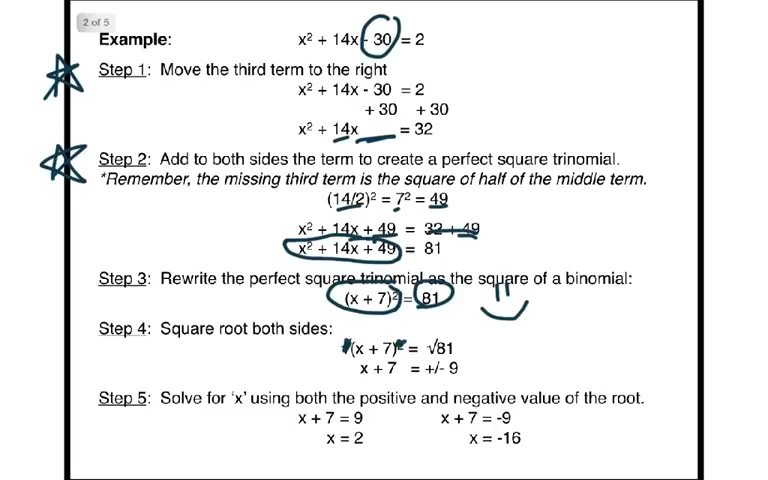 2 of 5
Example: x² + 14x - 30 = 2
Step 1: Move the third term to the right
x² + 14x - 30 = 2
+ 30 + 30
x² + 14x = 32
Step 2: Add to both sides the term to create a perfect square trinomial.
*Remember, the missing third term is the square of half of the middle term.
(14/2)² = 7² = 49
x² + 14x + 49 = 32 + 49
x² + 14x + 49 = 81
Step 3: Rewrite the perfect square trinomial as the square of a binomial:
(x + 7)² = 81
Step 4: Square root both sides:
√(x + 7)² = √81
x + 7 = +/- 9
Step 5: Solve for ‘x’ using both the positive and negative value of the root.
x + 7 = 9 x + 7 = -9
x = 2 x = -16